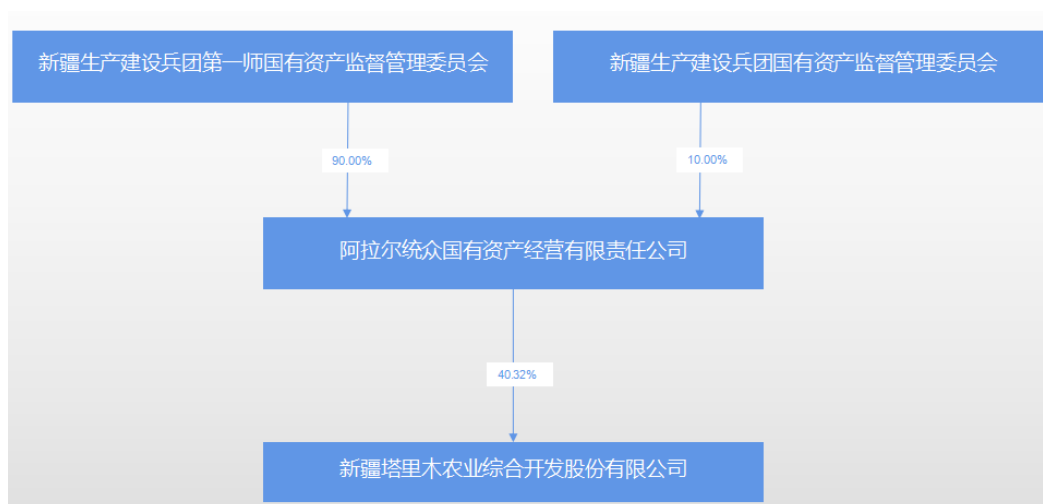 新疆生产建设兵团第一师国有资产监督管理委员会
新疆生产建设兵团国有资产监督管理委员会
90.00%
10.00%
阿拉尔统众国有资产经营有限责任公司
40.32%
新疆塔里木农业综合开发股份有限公司